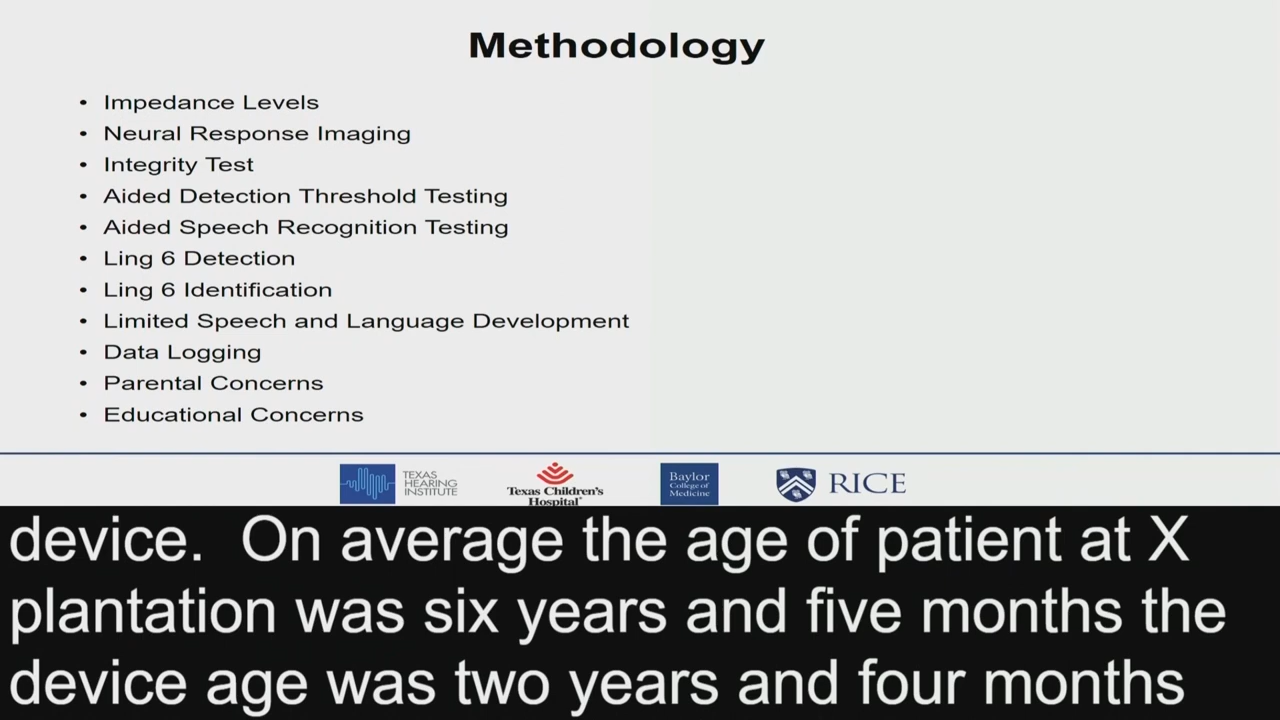 Methodology
• Impedance Levels
• Neural Response Imaging
• Integrity Test
• Aided Detection Threshold Testing
• Aided Speech Recognition Testing
• Ling 6 Detection
• Ling 6 Identification
• Limited Speech and Language Development
• Data Logging
• Parental Concerns
• Educational Concerns
TEXAS
HEARING
INSTITUTE
Texas Children's
Hospital
Baylor
College of
Medicine
RICE
device.  On average the age of patient at X
plantation was six years and five months the
device age was two years and four months